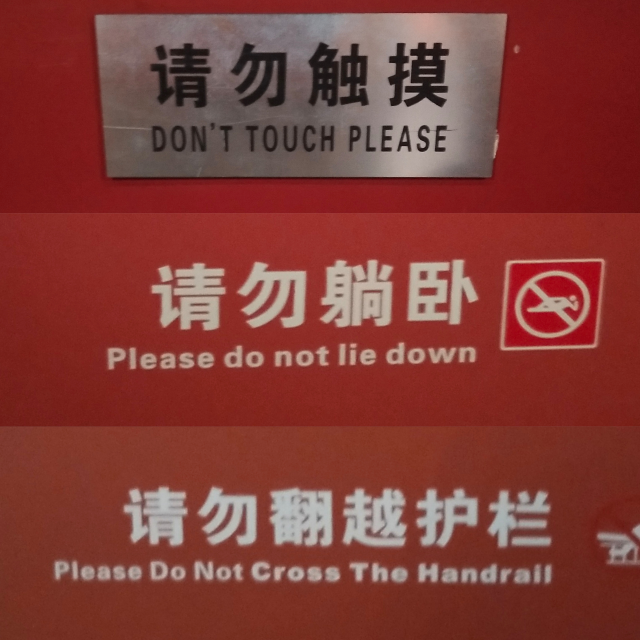 请勿触摸
DON'T TOUCH PLEASE
请勿躺卧
Please do not lie down
请勿翻越护栏
Please Do Not Cross The Handrail